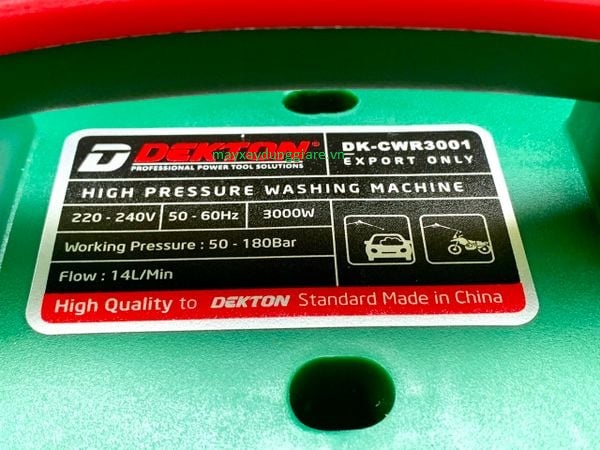 DEKTON®
PROFESSIONAL POWER TOOL SOLUTIONS
mayxaydunggiare.vn
DK-CWR3001
EXPORT ONLY
HIGH PRESSURE WASHING MACHINE
220 - 240V 50 - 60Hz 3000W
Working Pressure : 50 - 180Bar
Flow : 14L/Min
High Quality to DEKTON Standard Made in China